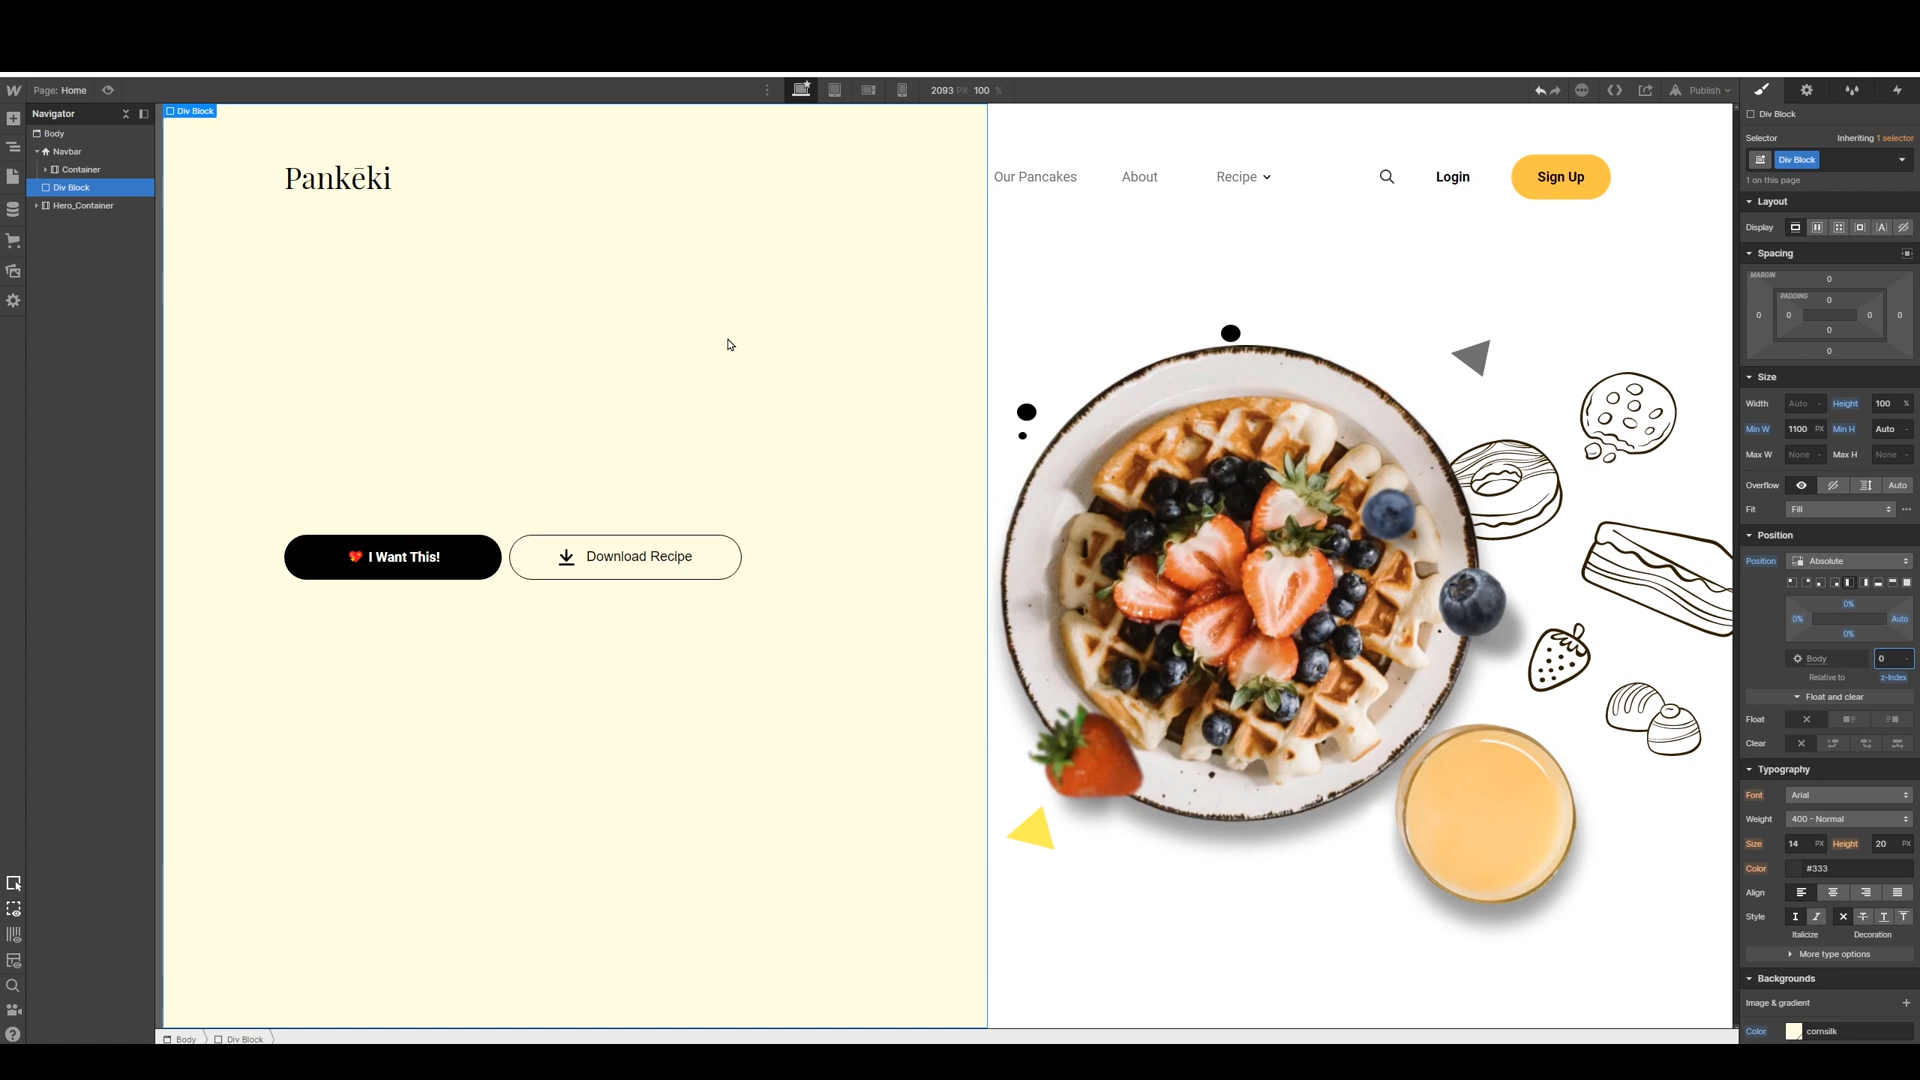 Page: Home
2093 PX 100 %
Publish
Navigator
Body
Navbar
Container
Div Block
Hero_Container
Div Block
Pankēki
Our Pancakes
About
Recipe
Login
Sign Up
I Want This!
Download Recipe
Body
Div Block
Div Block
Selector
Inheriting 1 selector
Div Block
1 on this page
Layout
Display
Spacing
MARGIN
0
PADDING
0
0 0 0 0
0
0
Size
Width Auto - Height 100 %
Min W 1100 PX Min H Auto -
Max W None - Max H None -
Overflow Auto
Fit Fill
Position
Position Absolute
0%
0% Auto
0%
Body 0 -
Relative to z-Index
Float and clear
Float
Clear
Typography
Font Arial
Weight 400 - Normal
Size 14 PX Height 20 PX
Color #333
Align
Style
Italicize Decoration
More type options
Backgrounds
Image & gradient
Color cornsilk